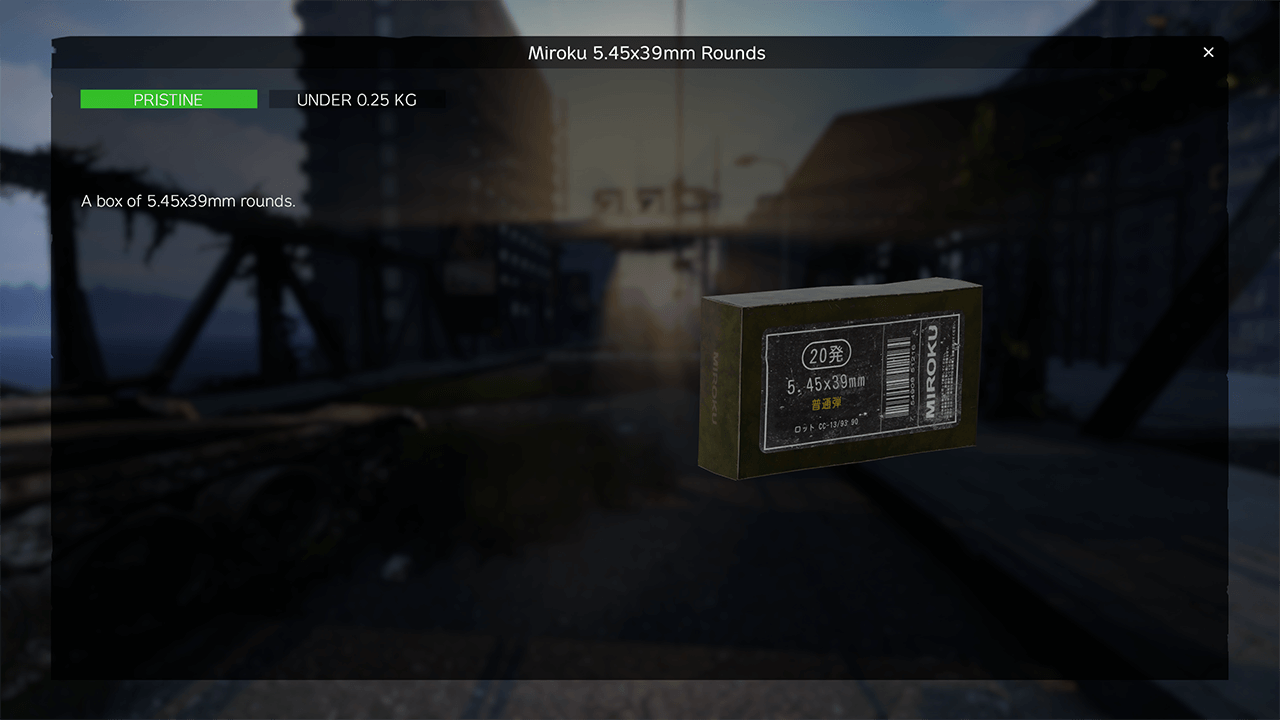 Miroku 5.45x39mm Rounds
×
PRISTINE
UNDER 0.25 KG
A box of 5.45x39mm rounds.
MIROKU
20発
5.45x39mm
普通弾
ロット CC-13/93 90
MIROKU